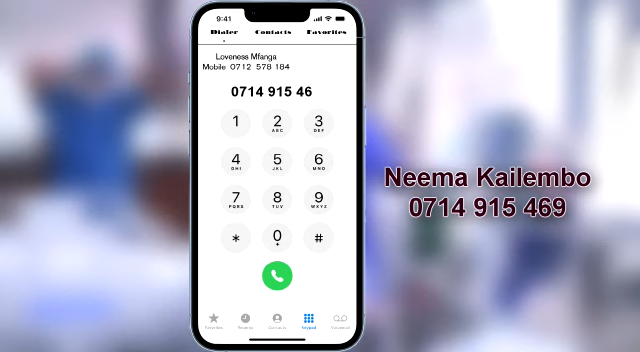 9:41
Dialer Contacts Favorites
Loveness Mfanga
Mobile 0712 578 184
0714 915 46
1 2 3
ABC DEF
4 5 6
GHI JKL MNO
7 8 9
PQRS TUV WXYZ
* 0 #
+
Favorites Recents Contacts Keypad Voicemail
Neema Kailembo
0714 915 469